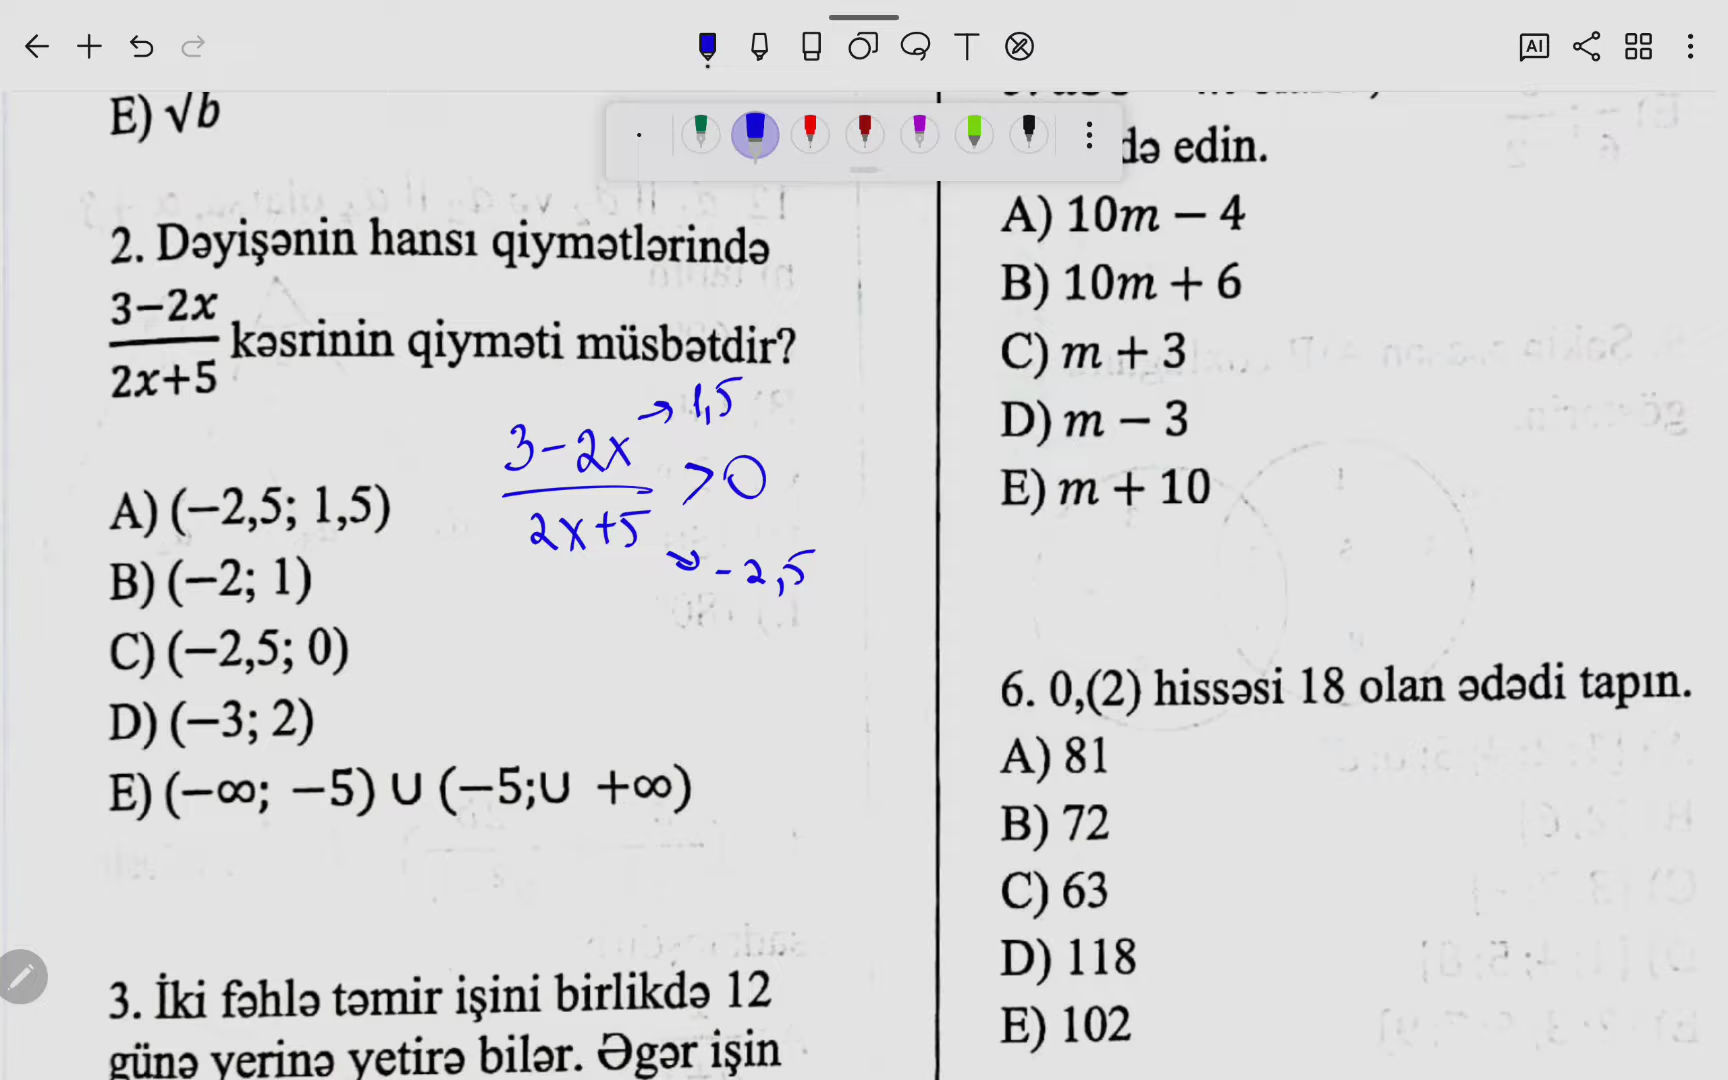 AI
E) √b
2. Dəyişənin hansı qiymətlərində
3−2x
2x+5
kəsrinin qiyməti müsbətdir?
3−2x → 1,5
> 0
2x+5 → −2,5
A) (−2,5; 1,5)
B) (−2; 1)
C) (−2,5; 0)
D) (−3; 2)
E) (−∞; −5) ∪ (−5;∪ +∞)
3. İki fəhlə təmir işini birlikdə 12
günə yerinə yetirə bilər. Əgər işin
də edin.
A) 10m − 4
B) 10m + 6
C) m + 3
D) m − 3
E) m + 10
6. 0,(2) hissəsi 18 olan ədədi tapın.
A) 81
B) 72
C) 63
D) 118
E) 102